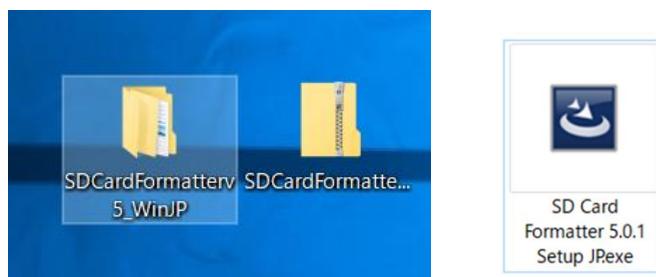 SDCardFormatterv
5_WinJP
SDCardFormatte...
SD Card
Formatter 5.0.1
Setup JP.exe